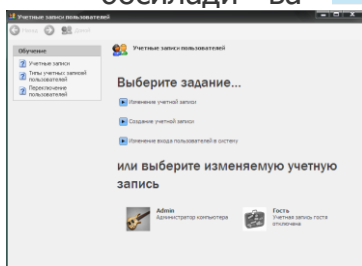 Учетные записи пользователей
Назад
Обучение
Учетные записи
Типы учетных записей
пользователей
Переключение
пользователей
Учетные записи пользователей
Выберите задание...
Изменение учетной записи
Создание учетной записи
Изменение входа пользователей в систему
или выберите изменяемую учетную
запись
Admin
Администратор компьютера
Гость
Учетная запись гостя
отключена